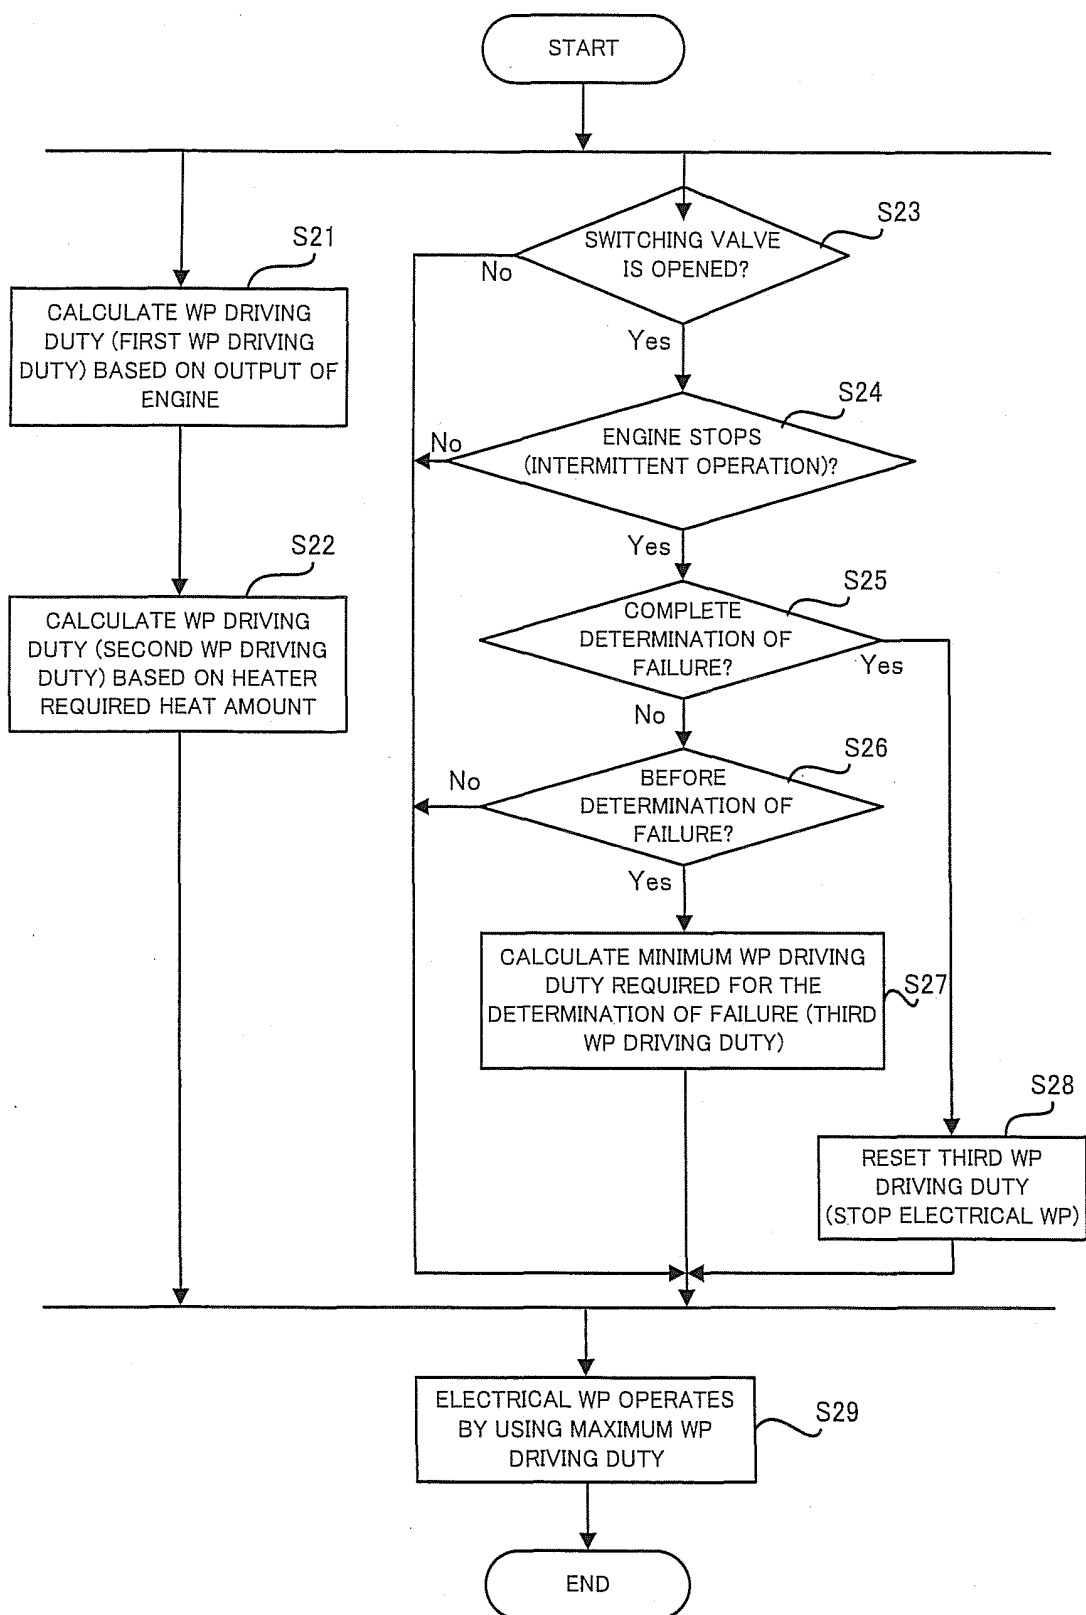 START
S23
SWITCHING VALVE
IS OPENED?
No
Yes
S21
CALCULATE WP DRIVING
DUTY (FIRST WP DRIVING
DUTY) BASED ON OUTPUT OF
ENGINE
S24
ENGINE STOPS
(INTERMITTENT OPERATION)?
No
Yes
S22
CALCULATE WP DRIVING
DUTY (SECOND WP DRIVING
DUTY) BASED ON HEATER
REQUIRED HEAT AMOUNT
S25
COMPLETE
DETERMINATION OF
FAILURE?
Yes
No
S26
BEFORE
DETERMINATION OF
FAILURE?
No
Yes
CALCULATE MINIMUM WP DRIVING
DUTY REQUIRED FOR THE
DETERMINATION OF FAILURE (THIRD
WP DRIVING DUTY)
S27
S28
RESET THIRD WP
DRIVING DUTY
(STOP ELECTRICAL WP)
ELECTRICAL WP OPERATES
BY USING MAXIMUM WP
DRIVING DUTY
S29
END